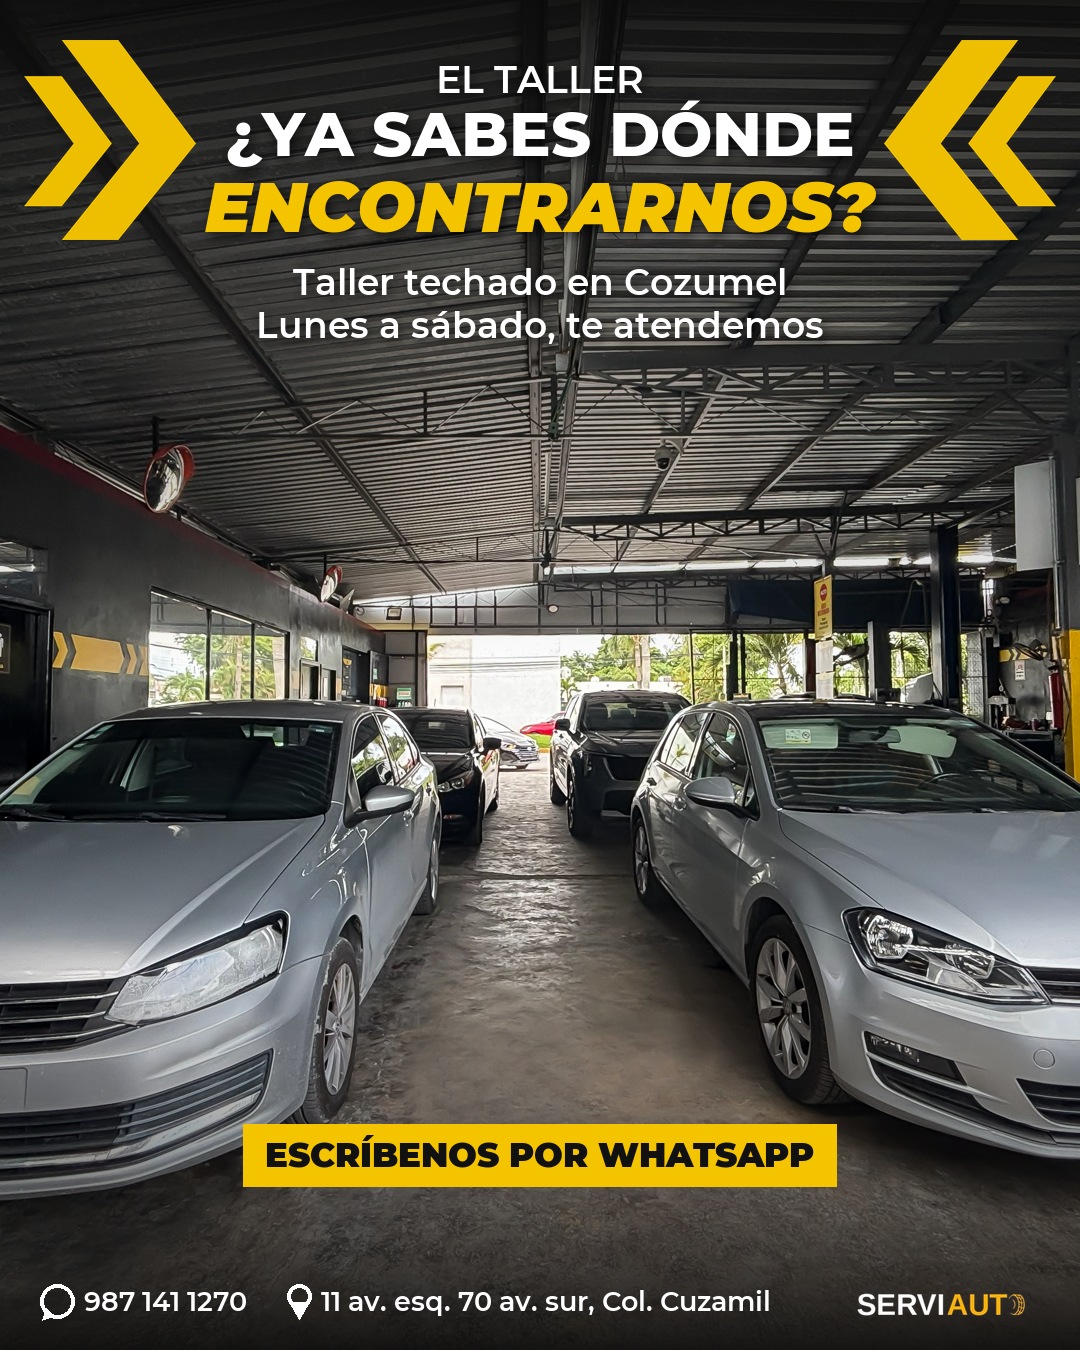 EL TALLER
¿YA SABES DÓNDE
ENCONTRARNOS?
Taller techado en Cozumel
Lunes a sábado, te atendemos
ESCRÍBENOS POR WHATSAPP
987 141 1270
11 av. esq. 70 av. sur, Col. Cuzamil
SERVIAUTO